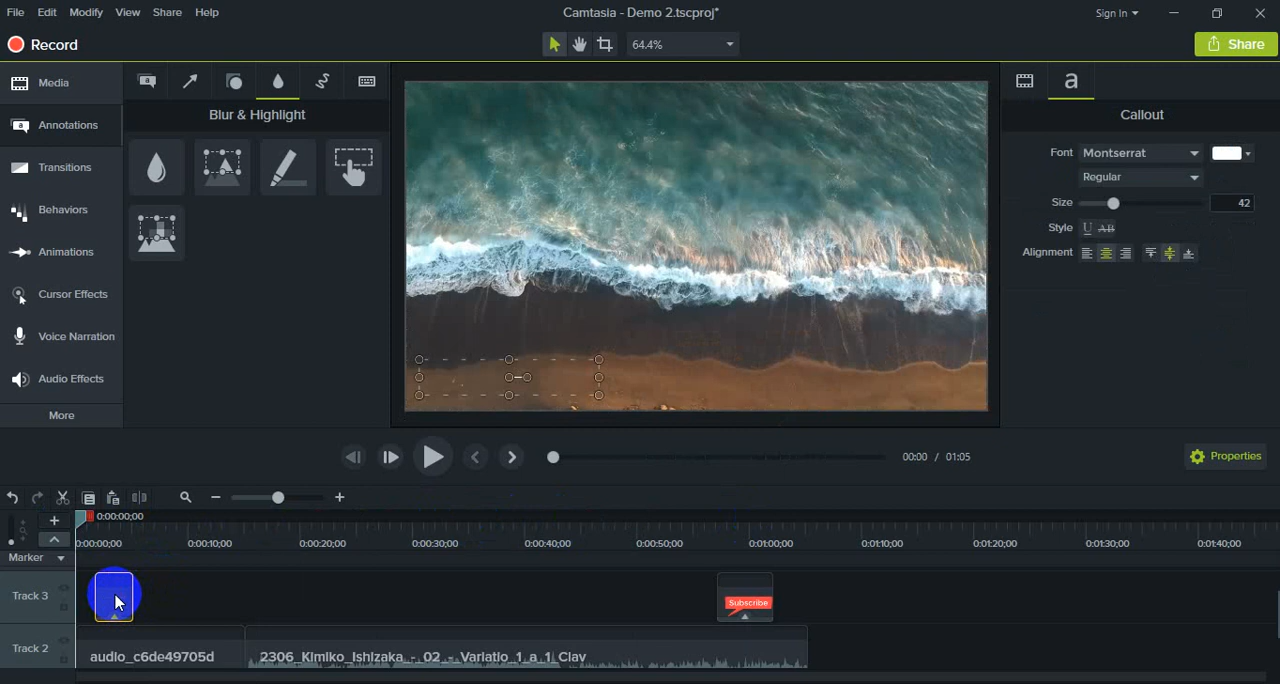 File Edit Modify View Share Help Camtasia - Demo 2.tscproj* Sign In
Record 64.4% Share
Media
Annotations
Transitions
Behaviors
Animations
Cursor Effects
Voice Narration
Audio Effects
More
Blur & Highlight
a
Callout
Font Montserrat
Regular
Size 42
Style U AB
Alignment
00:00 / 01:05 Properties
0:00:00;00
0:00:00;00 0:00:10;00 0:00:20;00 0:00:30;00 0:00:40;00 0:00:50;00 0:01:00;00 0:01:10;00 0:01:20;00 0:01:30;00 0:01:40;00
Marker
Track 3 Subscribe
Track 2 audio_c6de49705d 2306_Kimiko_Ishizaka_-_02_-_Variatio_1_a_1_Clav